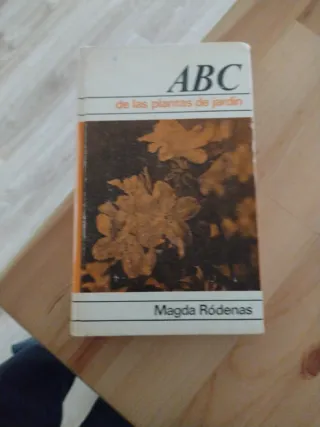 ABC
de las plantas de jardín
Magda Ródenas